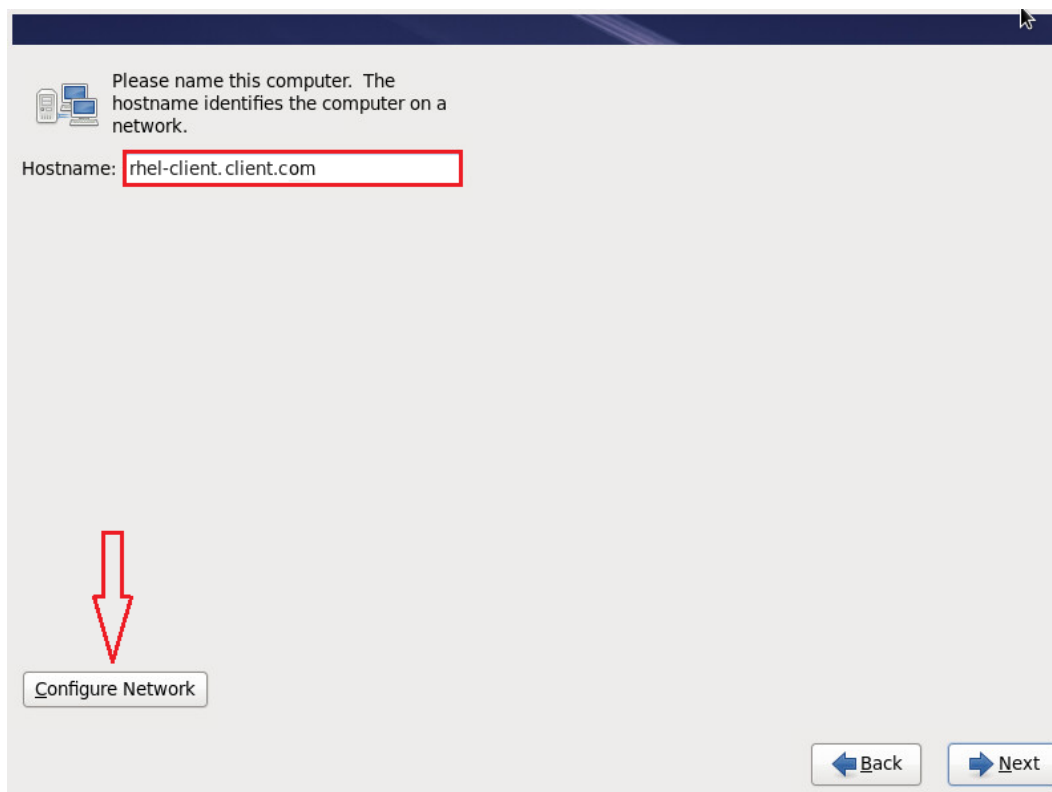 Please name this computer.  The
hostname identifies the computer on a
network.
Hostname: rhel-client.client.com
Configure Network
Back
Next